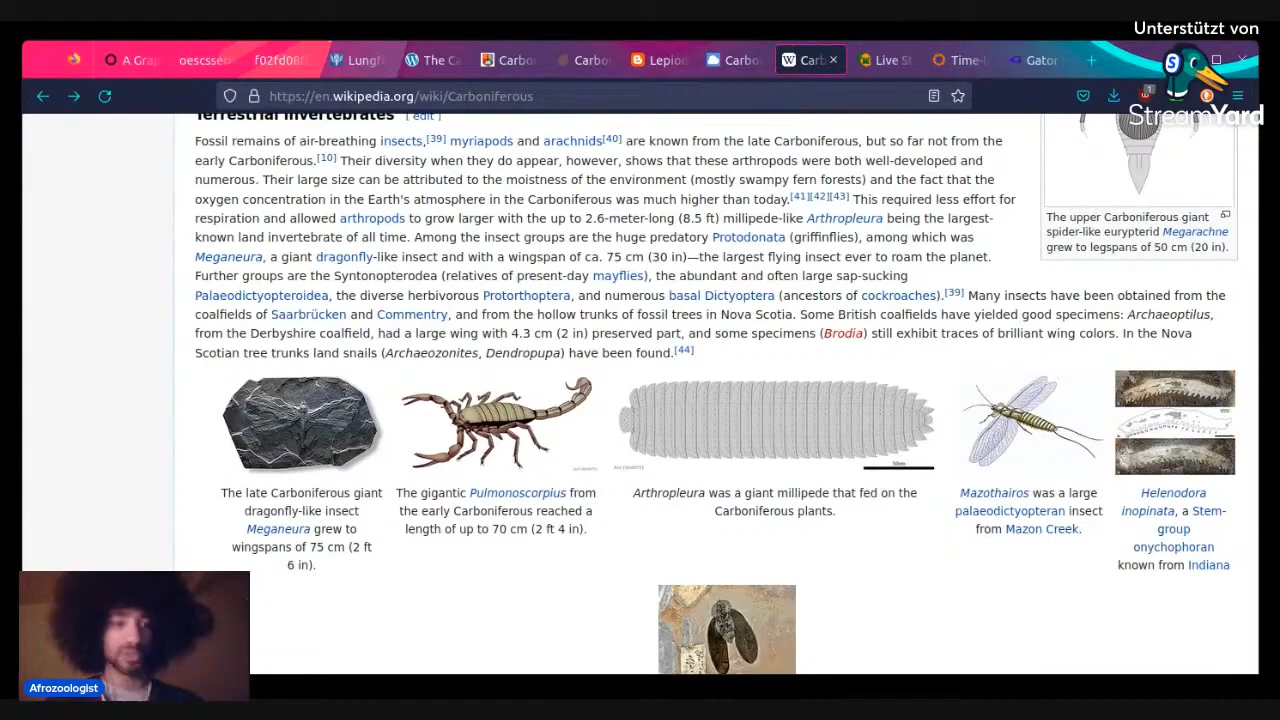 Unterstützt von
StreamYard
A Gra
oescsse
f02fd08
Lungf
The Ca
Carbo
Carbo
Lepio
Carbo
Carb
Live S
Time-
Gator
https://en.wikipedia.org/wiki/Carboniferous
1
Terrestrial invertebrates [ edit ]
Fossil remains of air-breathing insects,[39] myriapods and arachnids[40] are known from the late Carboniferous, but so far not from the
early Carboniferous.[10] Their diversity when they do appear, however, shows that these arthropods were both well-developed and
numerous. Their large size can be attributed to the moistness of the environment (mostly swampy fern forests) and the fact that the
oxygen concentration in the Earth's atmosphere in the Carboniferous was much higher than today.[41][42][43] This required less effort for
respiration and allowed arthropods to grow larger with the up to 2.6-meter-long (8.5 ft) millipede-like Arthropleura being the largest-
known land invertebrate of all time. Among the insect groups are the huge predatory Protodonata (griffinflies), among which was
Meganeura, a giant dragonfly-like insect and with a wingspan of ca. 75 cm (30 in)—the largest flying insect ever to roam the planet.
Further groups are the Syntonopterodea (relatives of present-day mayflies), the abundant and often large sap-sucking
Palaeodictyopteroidea, the diverse herbivorous Protorthoptera, and numerous basal Dictyoptera (ancestors of cockroaches).[39] Many insects have been obtained from the
coalfields of Saarbrücken and Commentry, and from the hollow trunks of fossil trees in Nova Scotia. Some British coalfields have yielded good specimens: Archaeoptilus,
from the Derbyshire coalfield, had a large wing with 4.3 cm (2 in) preserved part, and some specimens (Brodia) still exhibit traces of brilliant wing colors. In the Nova
Scotian tree trunks land snails (Archaeozonites, Dendropupa) have been found.[44]
The upper Carboniferous giant
spider-like eurypterid Megarachne
grew to legspans of 50 cm (20 in).
The late Carboniferous giant
dragonfly-like insect
Meganeura grew to
wingspans of 75 cm (2 ft
6 in).
The gigantic Pulmonoscorpius from
the early Carboniferous reached a
length of up to 70 cm (2 ft 4 in).
Arthropleura was a giant millipede that fed on the
Carboniferous plants.
Mazothairos was a large
palaeodictyopteran insect
from Mazon Creek.
Helenodora
inopinata, a Stem-
group
onychophoran
known from Indiana
Afrozoologist